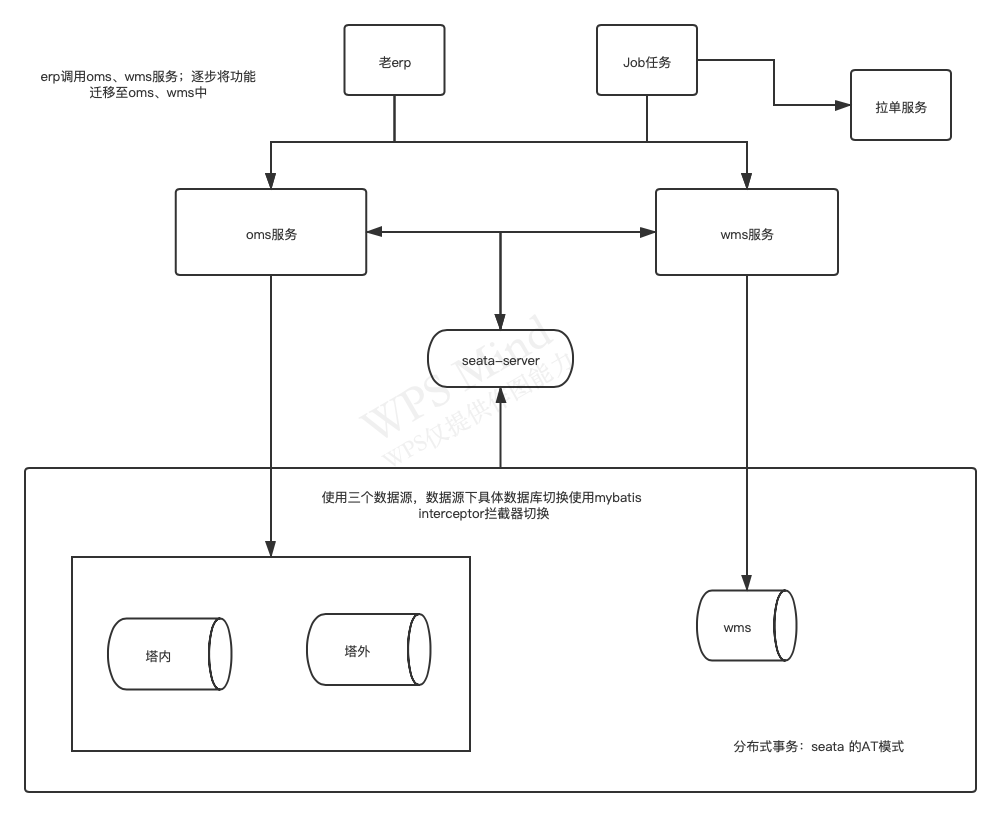 老erp
Job任务
erp调用oms、wms服务；逐步将功能
迁移至oms、wms中
拉单服务
oms服务
wms服务
seata-server
WPS Mind
WPS仅提供作图能力
使用三个数据源，数据源下具体数据库切换使用mybatis
interceptor拦截器切换
塔内
塔外
wms
分布式事务：seata 的AT模式